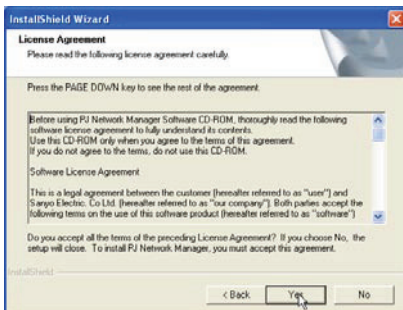 InstallShield Wizard
License Agreement
Please read the following license agreement carefully.
Press the PAGE DOWN key to see the rest of the agreement.
Before using PJ Network Manager Software CD-ROM, thoroughly read the following
software license agreement to fully understand its contents.
Use this CD-ROM only when you agree to the terms of this agreement.
If you do not agree to the terms, do not use this CD-ROM.
Software License Agreement
This is a legal agreement between the customer (hereafter referred to as "user") and
Sanyo Electric. Co Ltd. (hereafter referred to as "our company"). Both parties accept the
following terms on the use of this software product (hereafter referred to as "software")
Do you accept all the terms of the preceding License Agreement? If you choose No, the
setup will close. To install PJ Network Manager, you must accept this agreement.
InstallShield
< Back Yes No